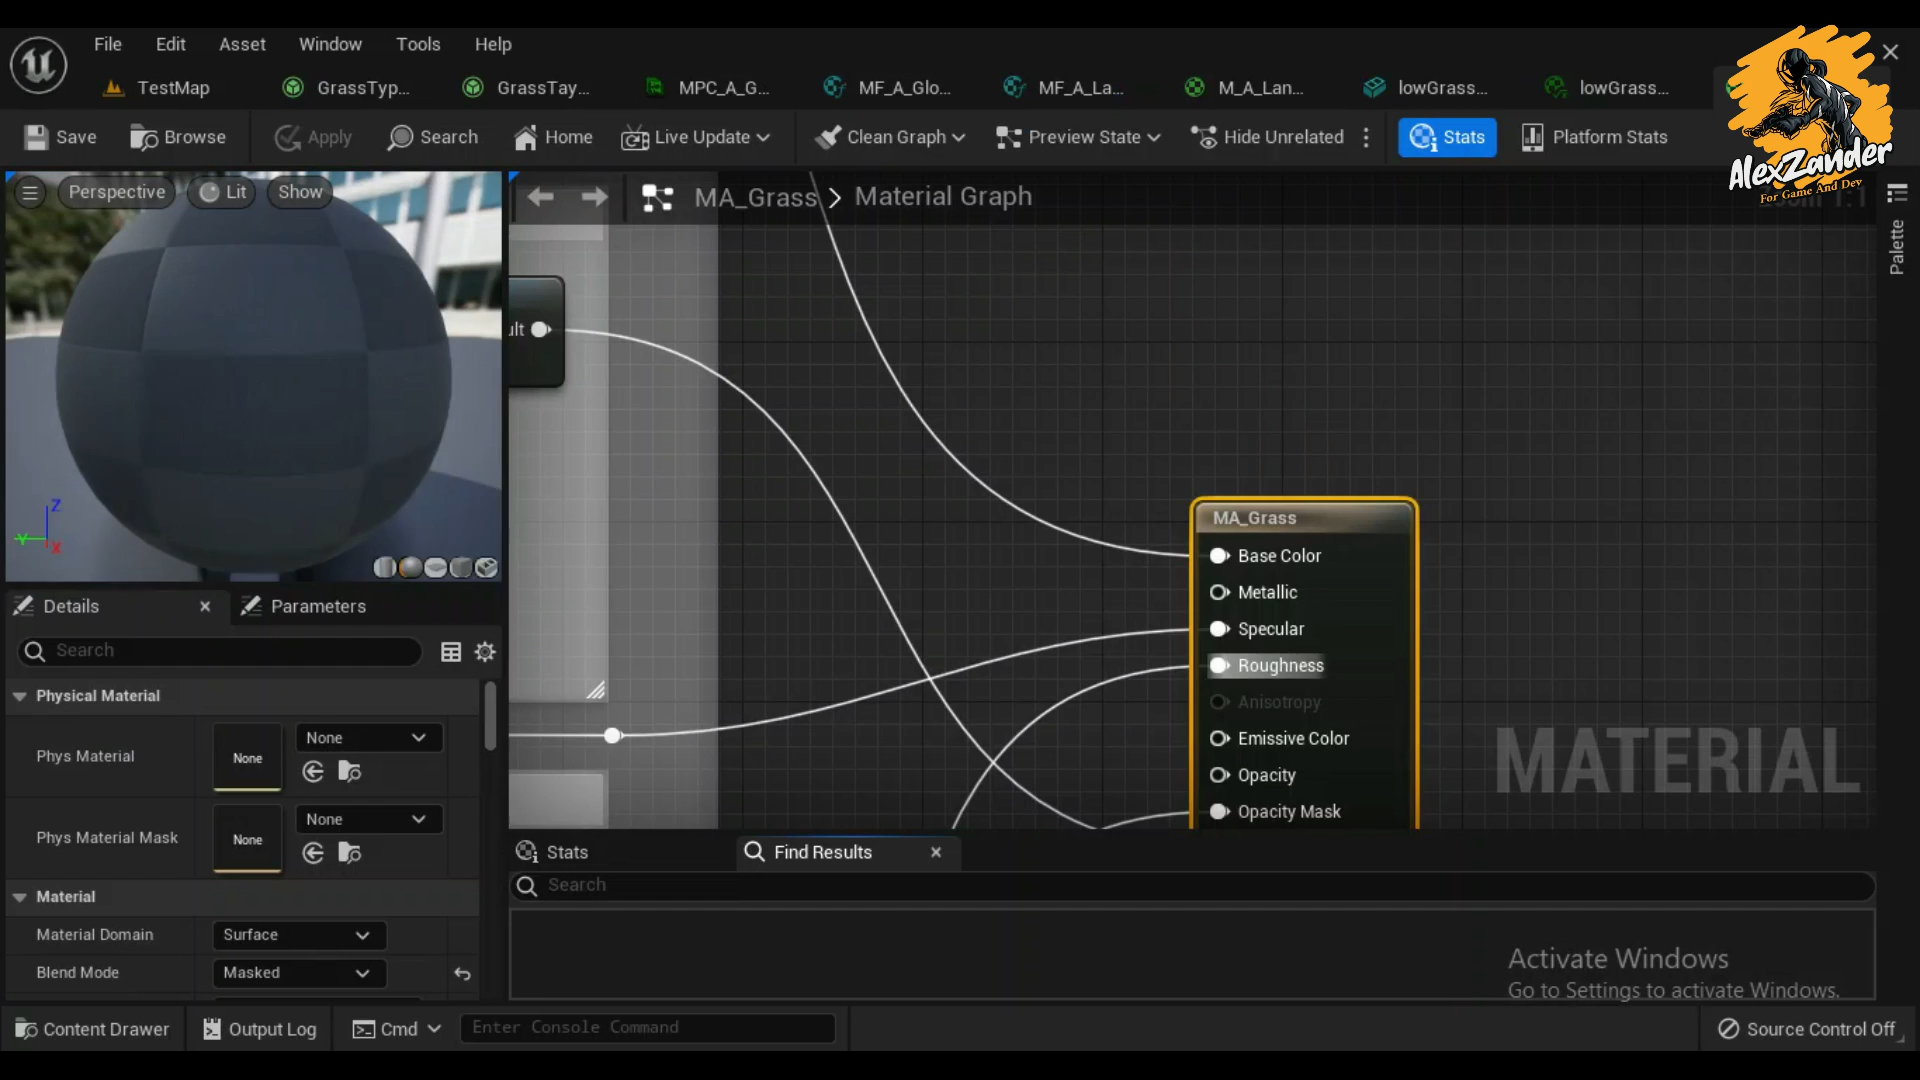 File Edit Asset Window Tools Help
TestMap GrassTyp... GrassTay... MPC_A_G... MF_A_Glo... MF_A_La... M_A_Lan... lowGrass... lowGrass...
Save Browse Apply Search Home Live Update Clean Graph Preview State Hide Unrelated Stats Platform Stats
AlexZander
For Game And Dev
Perspective Lit Show
MA_Grass > Material Graph
Palette
ult
Z
Y
X
MA_Grass
Base Color
Metallic
Specular
Roughness
Anisotropy
Emissive Color
Opacity
Opacity Mask
MATERIAL
Details Parameters
Search
Physical Material
Phys Material None None
Phys Material Mask None None
Material
Material Domain Surface
Blend Mode Masked
Stats Find Results
Search
Activate Windows
Go to Settings to activate Windows.
Content Drawer Output Log Cmd Enter Console Command Source Control Off